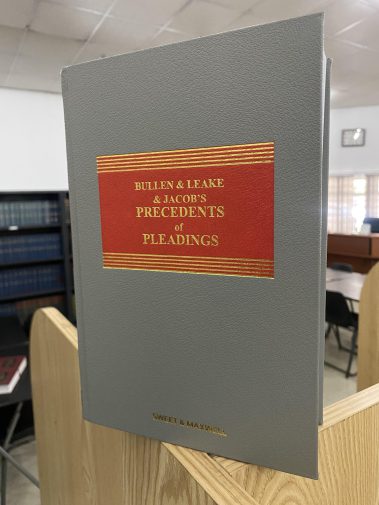 BULLEN & LEAKE
& JACOB'S
PRECEDENTS
of
PLEADINGS
SWEET & MAXWELL